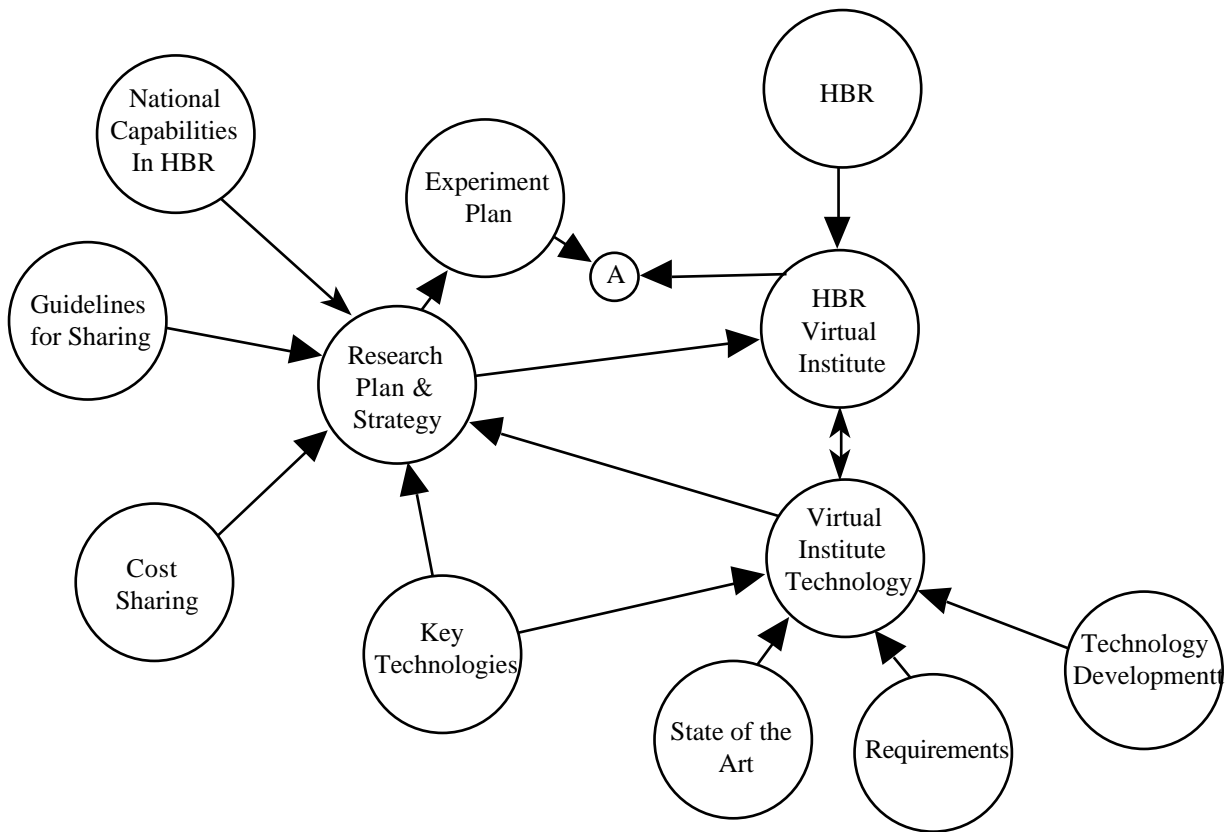 HBR
National
Capabilities
In HBR
Experiment
Plan
A
HBR
Virtual
Institute
Guidelines
for Sharing
Research
Plan &
Strategy
Virtual
Institute
Technology
Cost
Sharing
Key
Technologies
State of the
Art
Requirements
Technology
Developmentt